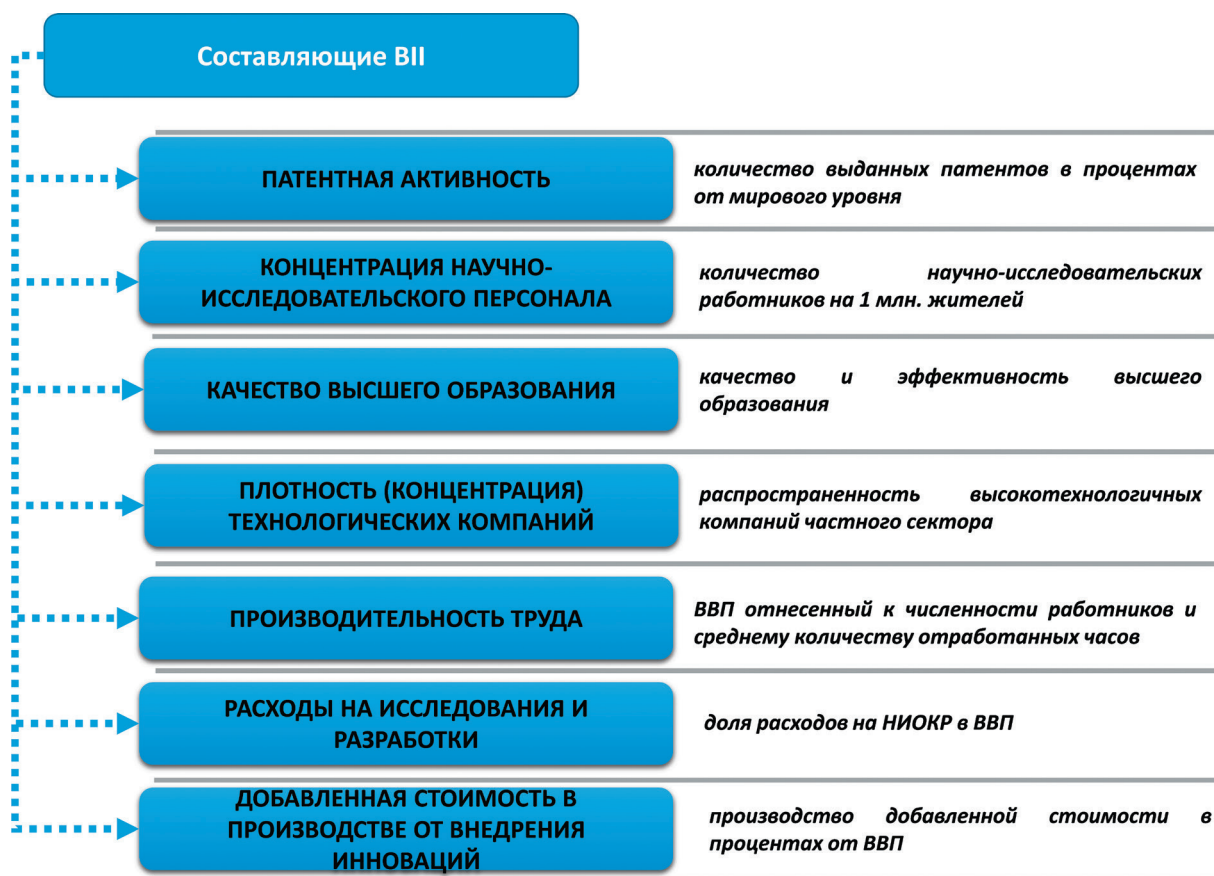 Составляющие BII
ПАТЕНТНАЯ АКТИВНОСТЬ
количество выданных патентов в процентах
от мирового уровня
КОНЦЕНТРАЦИЯ НАУЧНО-
ИССЛЕДОВАТЕЛЬСКОГО ПЕРСОНАЛА
количество научно-исследовательских
работников на 1 млн. жителей
КАЧЕСТВО ВЫСШЕГО ОБРАЗОВАНИЯ
качество и эффективность высшего
образования
ПЛОТНОСТЬ (КОНЦЕНТРАЦИЯ)
ТЕХНОЛОГИЧЕСКИХ КОМПАНИЙ
распространенность высокотехнологичных
компаний частного сектора
ПРОИЗВОДИТЕЛЬНОСТЬ ТРУДА
ВВП отнесенный к численности работников и
среднему количеству отработанных часов
РАСХОДЫ НА ИССЛЕДОВАНИЯ И
РАЗРАБОТКИ
доля расходов на НИОКР в ВВП
ДОБАВЛЕННАЯ СТОИМОСТЬ В
ПРОИЗВОДСТВЕ ОТ ВНЕДРЕНИЯ
ИННОВАЦИЙ
производство добавленной стоимости в
процентах от ВВП